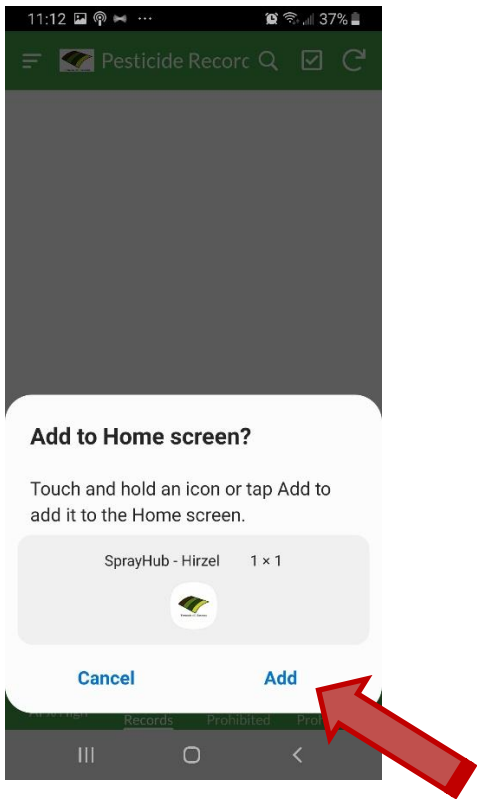 11:12 37%
Pesticide Recorc
Add to Home screen?
Touch and hold an icon or tap Add to
add it to the Home screen.
SprayHub - Hirzel 1 × 1
Cancel Add
Records Prohibited